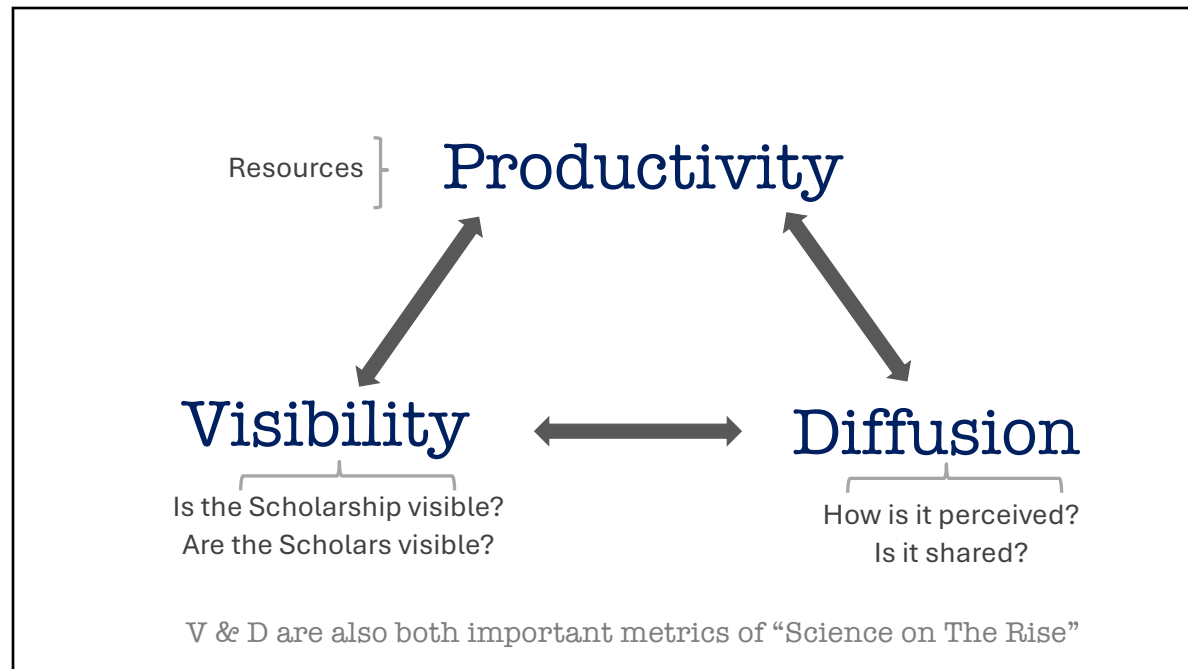 Resources
Productivity
Visibility
Is the Scholarship visible?
Are the Scholars visible?
Diffusion
How is it perceived?
Is it shared?
V & D are also both important metrics of “Science on The Rise”